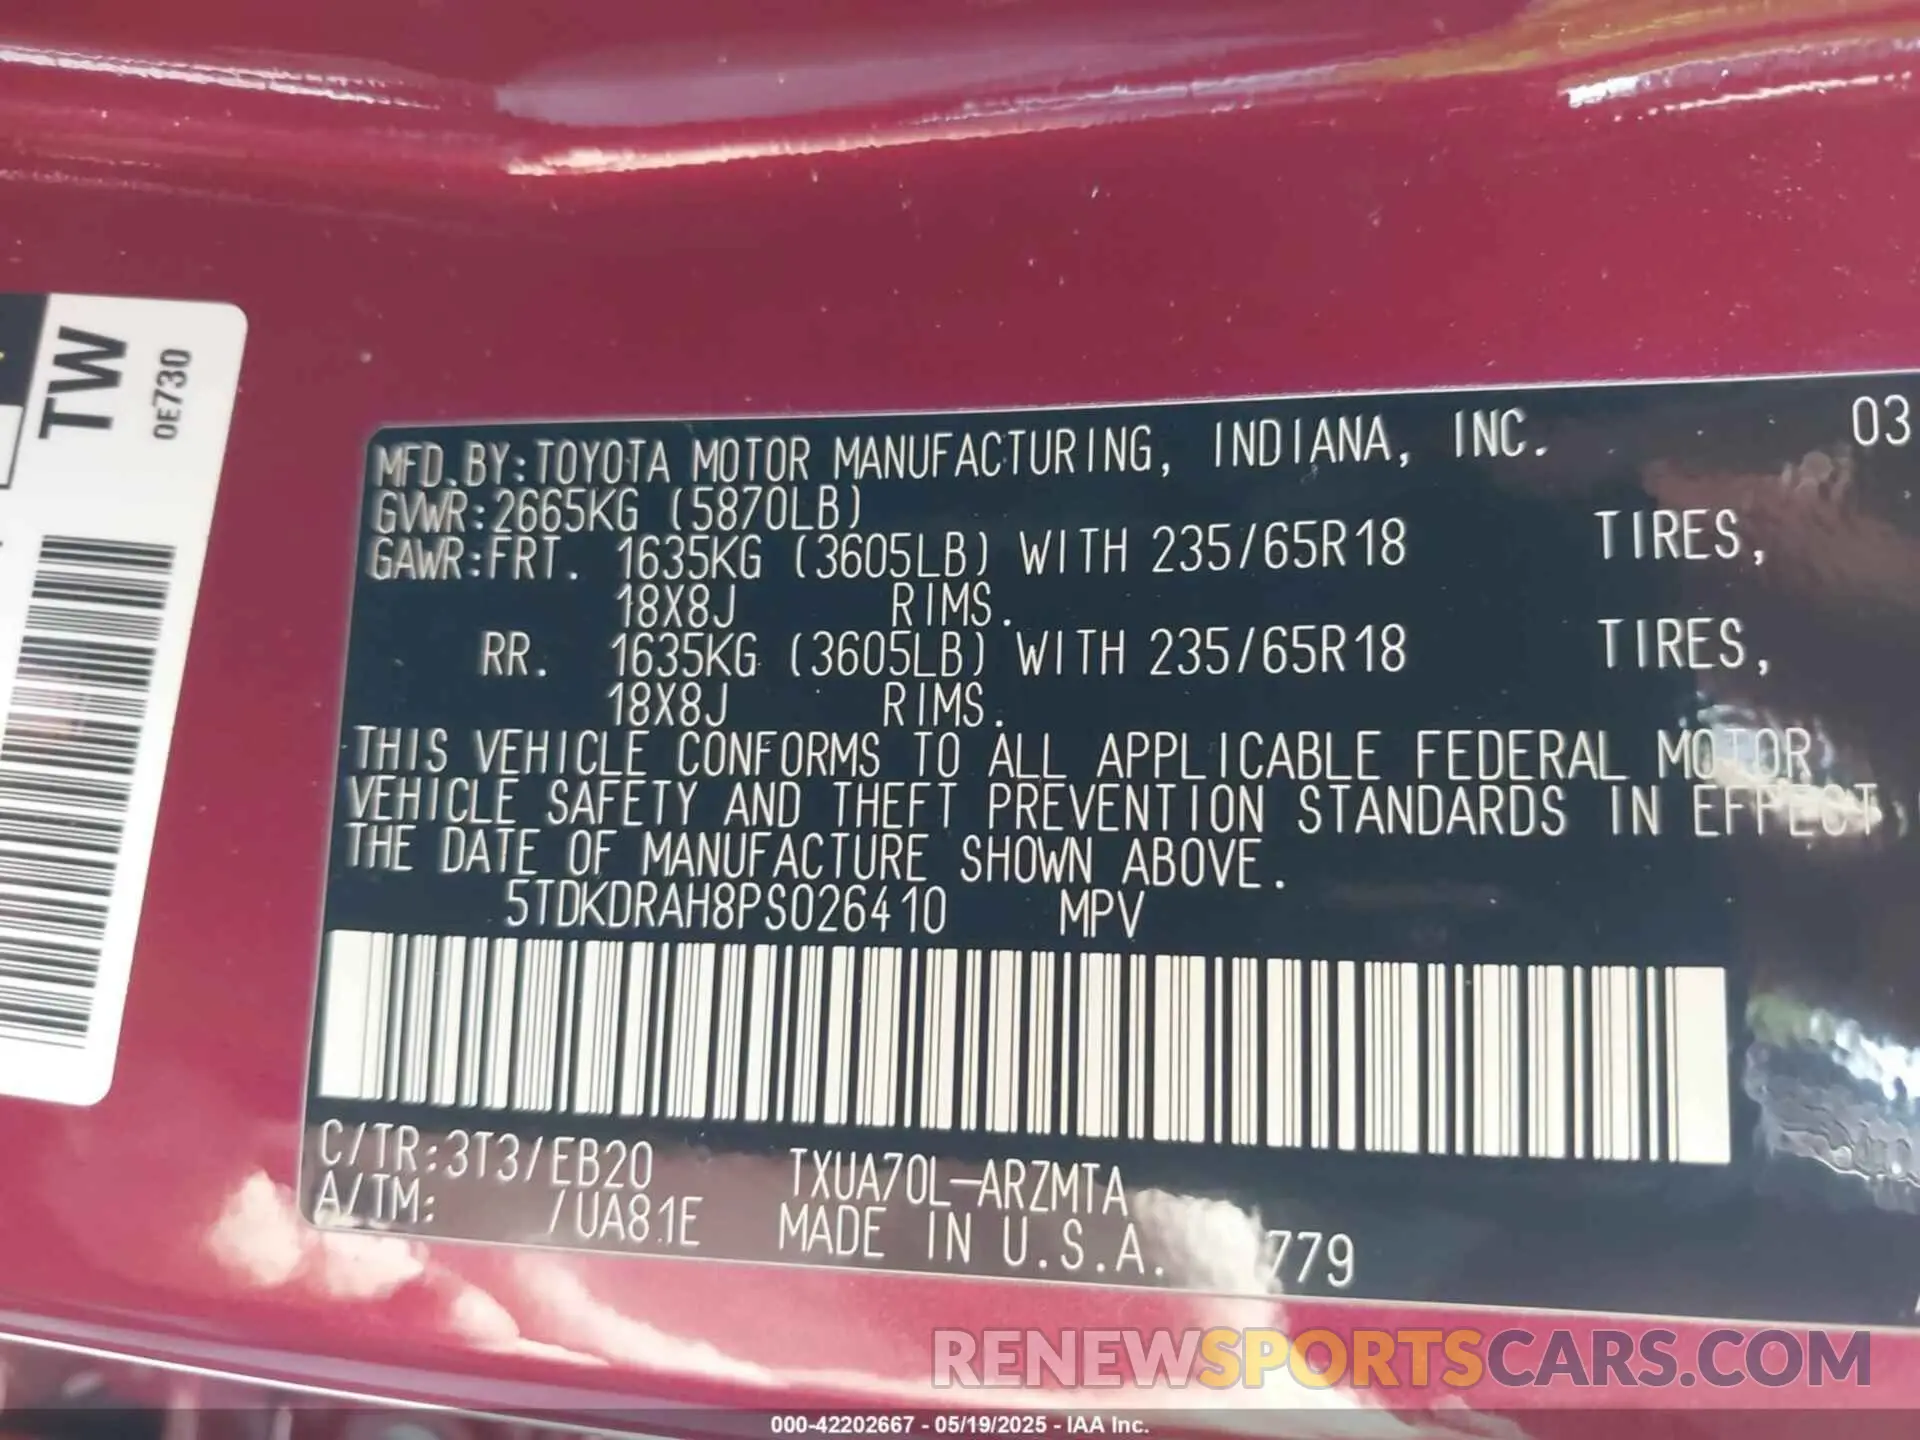 TW
0E730
MFD.BY:TOYOTA MOTOR MANUFACTURING, INDIANA, INC. 03
GVWR:2665KG (5870LB)
GAWR:FRT. 1635KG (3605LB) WITH 235/65R18 TIRES,
18X8J RIMS.
RR. 1635KG (3605LB) WITH 235/65R18 TIRES,
18X8J RIMS.
THIS VEHICLE CONFORMS TO ALL APPLICABLE FEDERAL MOTOR
VEHICLE SAFETY AND THEFT PREVENTION STANDARDS IN EFFECT
THE DATE OF MANUFACTURE SHOWN ABOVE.
5TDKDRAH8PS026410 MPV
C/TR:3T3/EB20 TXUA70L-ARZMTA
A/TM: /UA81E MADE IN U.S.A. 779
RENEWSPORTSCARS.COM
000-42202667 - 05/19/2025 - IAA Inc.